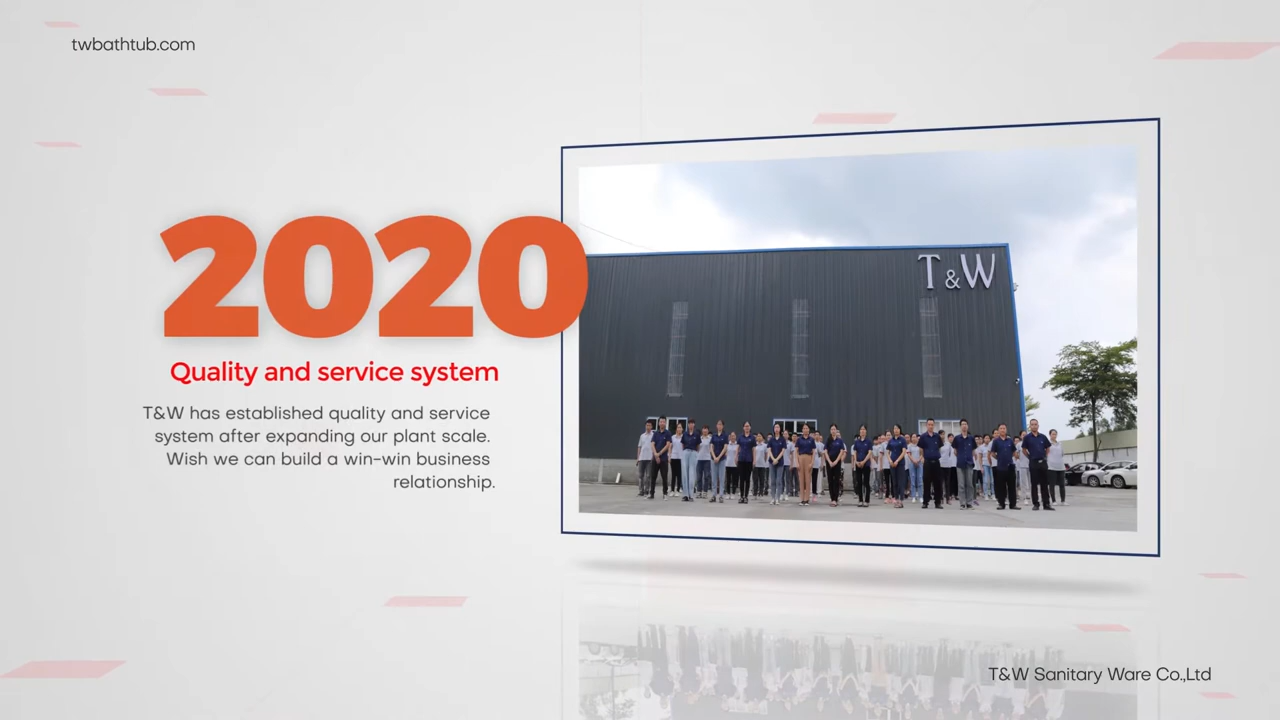 twbathtub.com
T&W
2020
Quality and service system
T&W has established quality and service
system after expanding our plant scale.
Wish we can build a win-win business
relationship.
T&W Sanitary Ware Co.,Ltd